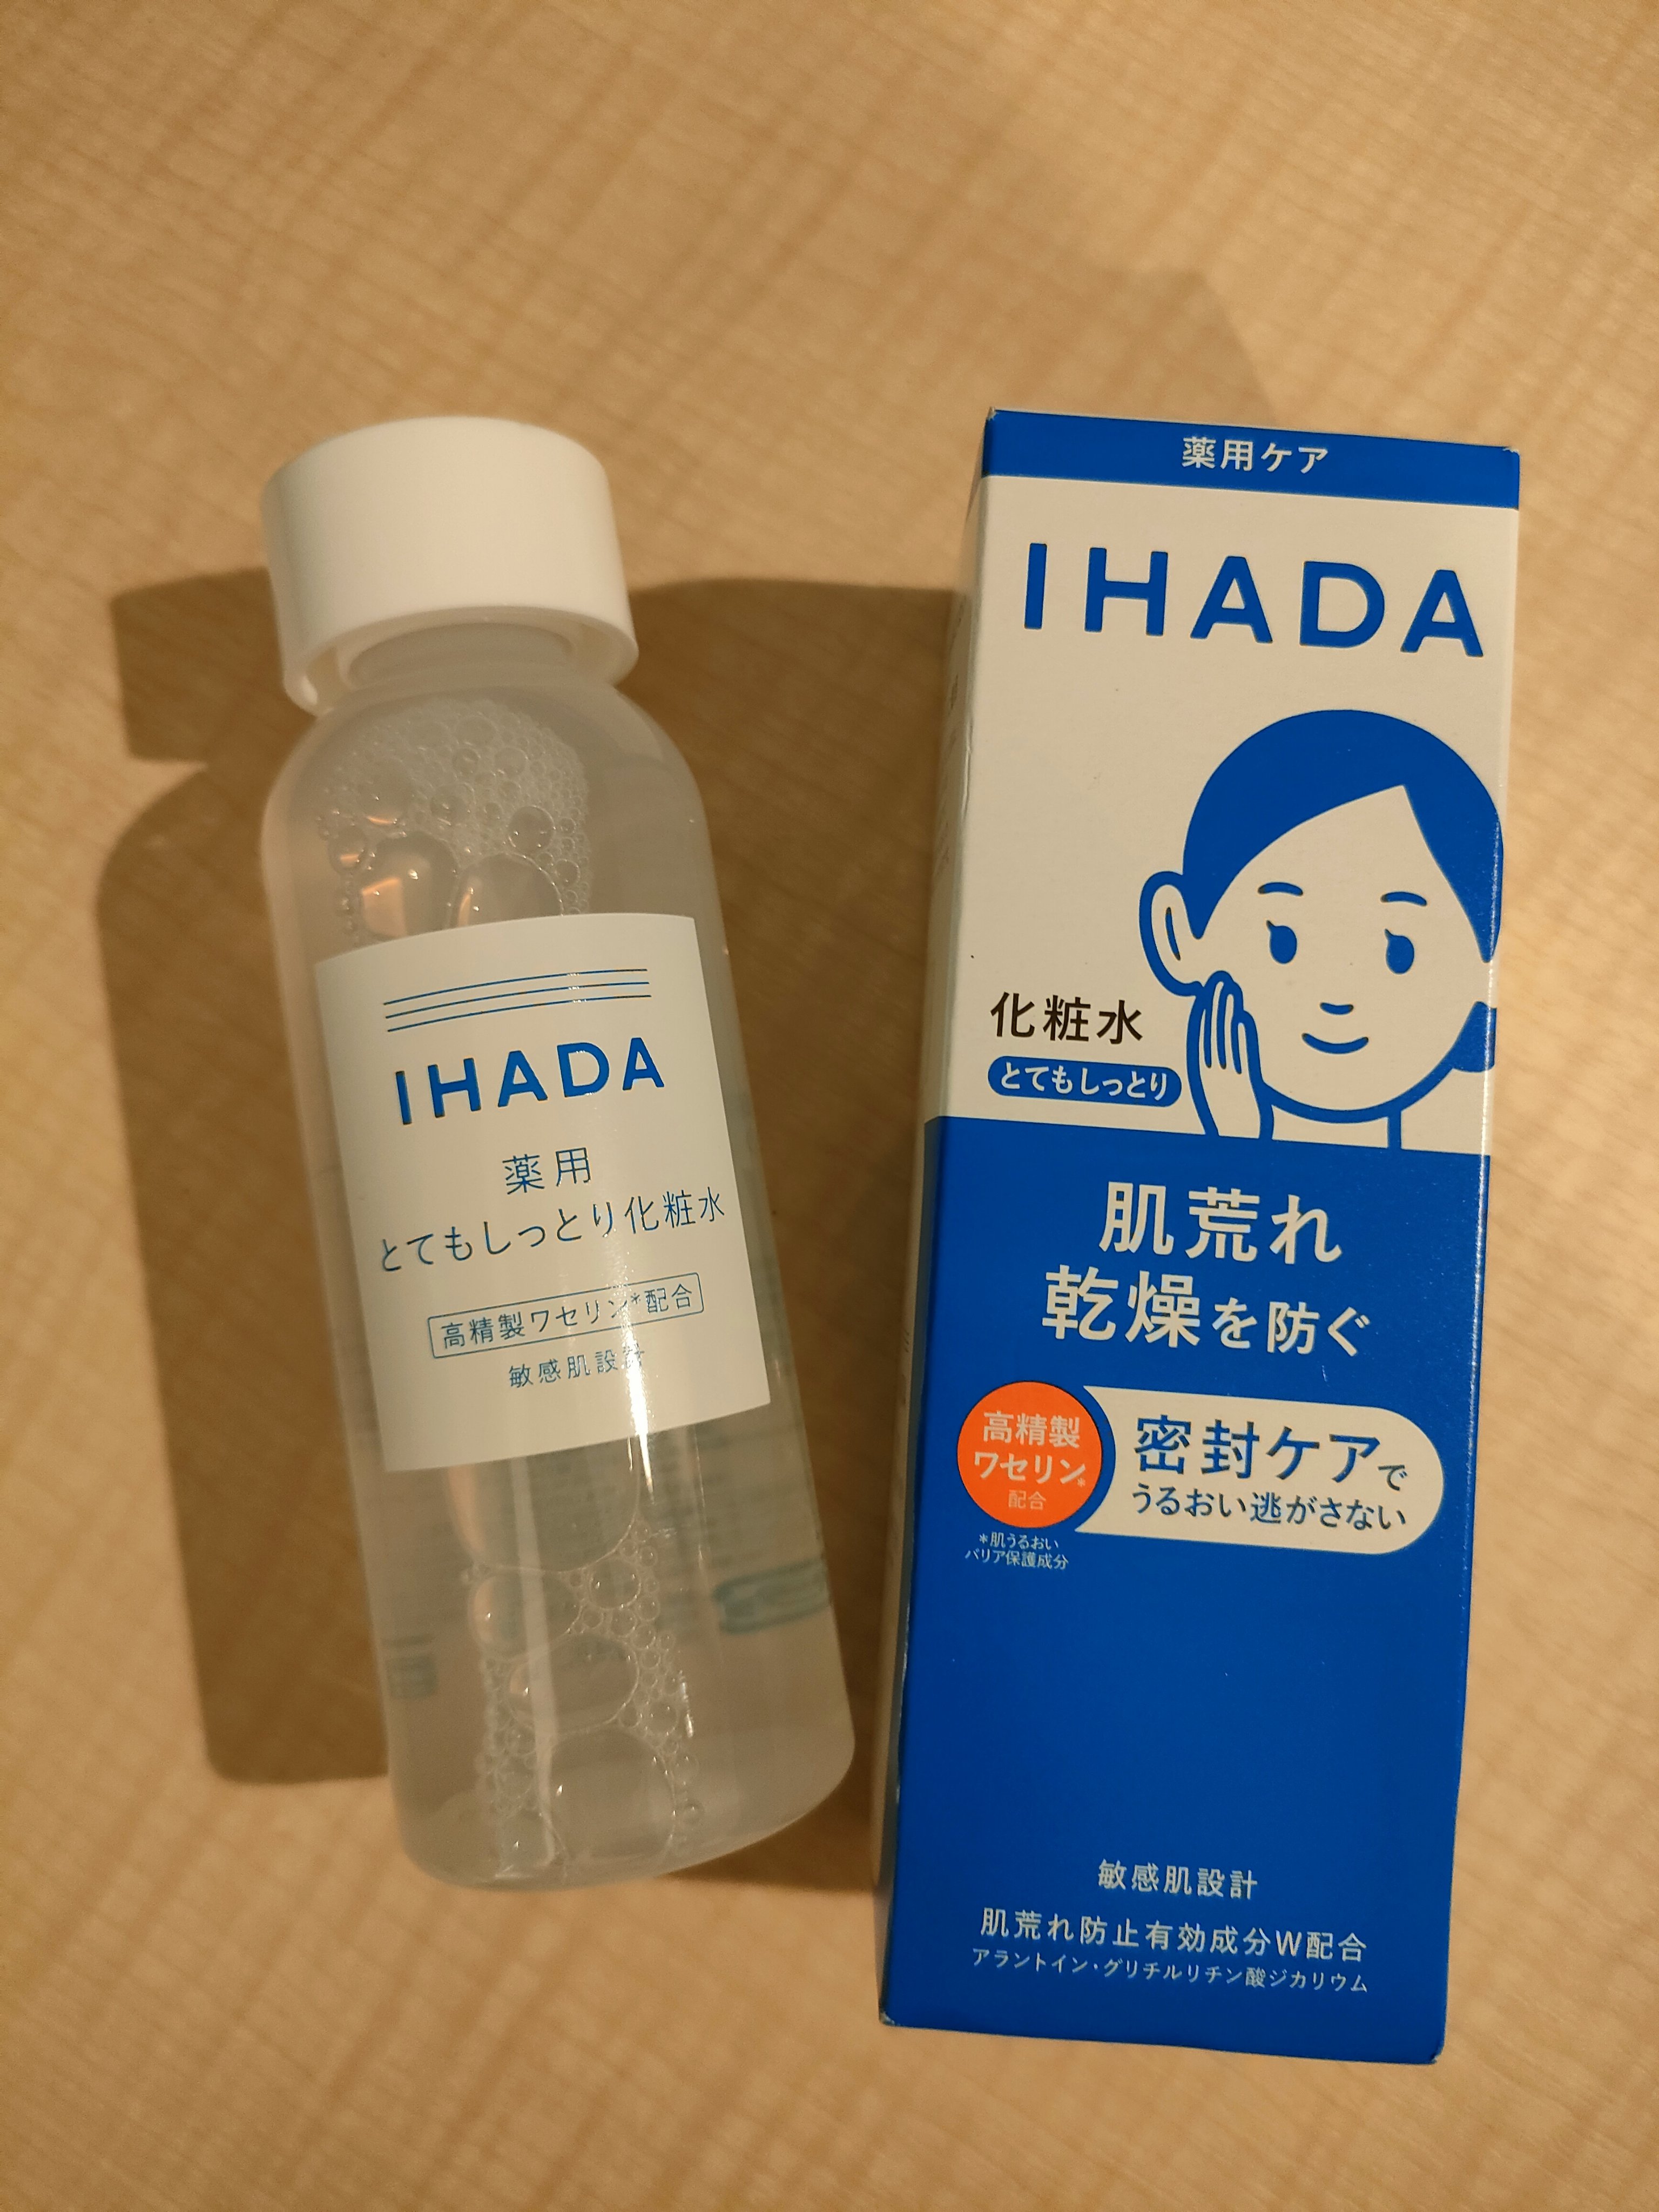 IHADA
薬用
とてもしっとり化粧水
高精製ワセリン*配合
敏感肌設計
薬用ケア
IHADA
化粧水
とてもしっとり
肌荒れ
乾燥を防ぐ
高精製
ワセリン*
配合
密封ケアで
うるおい逃がさない
*肌うるおい
バリア保護成分
敏感肌設計
肌荒れ防止有効成分W配合
アラントイン・グリチルリチン酸ジカリウム